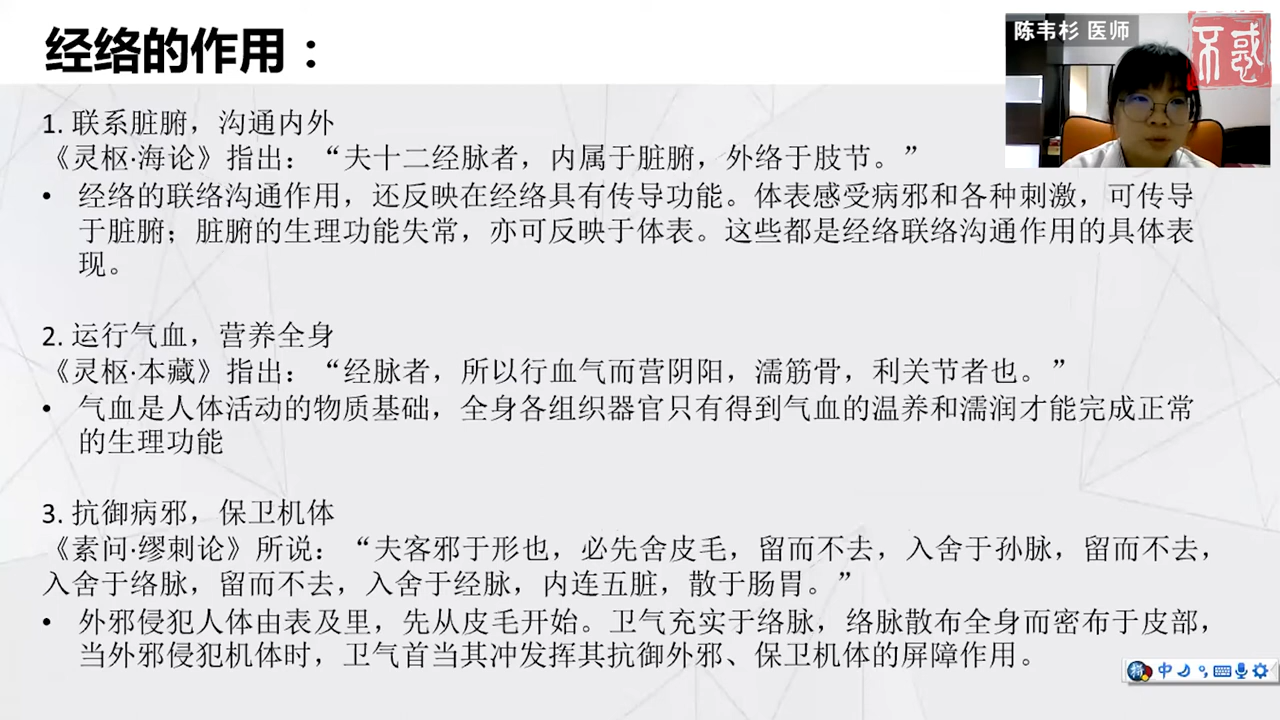 经络的作用：
陈韦杉 医师
不惑
1. 联系脏腑，沟通内外
《灵枢·海论》指出：“夫十二经脉者，内属于脏腑，外络于肢节。”
• 经络的联络沟通作用，还反映在经络具有传导功能。体表感受病邪和各种刺激，可传导
于脏腑；脏腑的生理功能失常，亦可反映于体表。这些都是经络联络沟通作用的具体表
现。
2. 运行气血，营养全身
《灵枢·本藏》指出：“经脉者，所以行血气而营阴阳，濡筋骨，利关节者也。”
• 气血是人体活动的物质基础，全身各组织器官只有得到气血的温养和濡润才能完成正常
的生理功能
3. 抗御病邪，保卫机体
《素问·缪刺论》所说：“夫客邪于形也，必先舍皮毛，留而不去，入舍于孙脉，留而不去，
入舍于络脉，留而不去，入舍于经脉，内连五脏，散于肠胃。”
• 外邪侵犯人体由表及里，先从皮毛开始。卫气充实于络脉，络脉散布全身而密布于皮部，
当外邪侵犯机体时，卫气首当其冲发挥其抗御外邪、保卫机体的屏障作用。
中